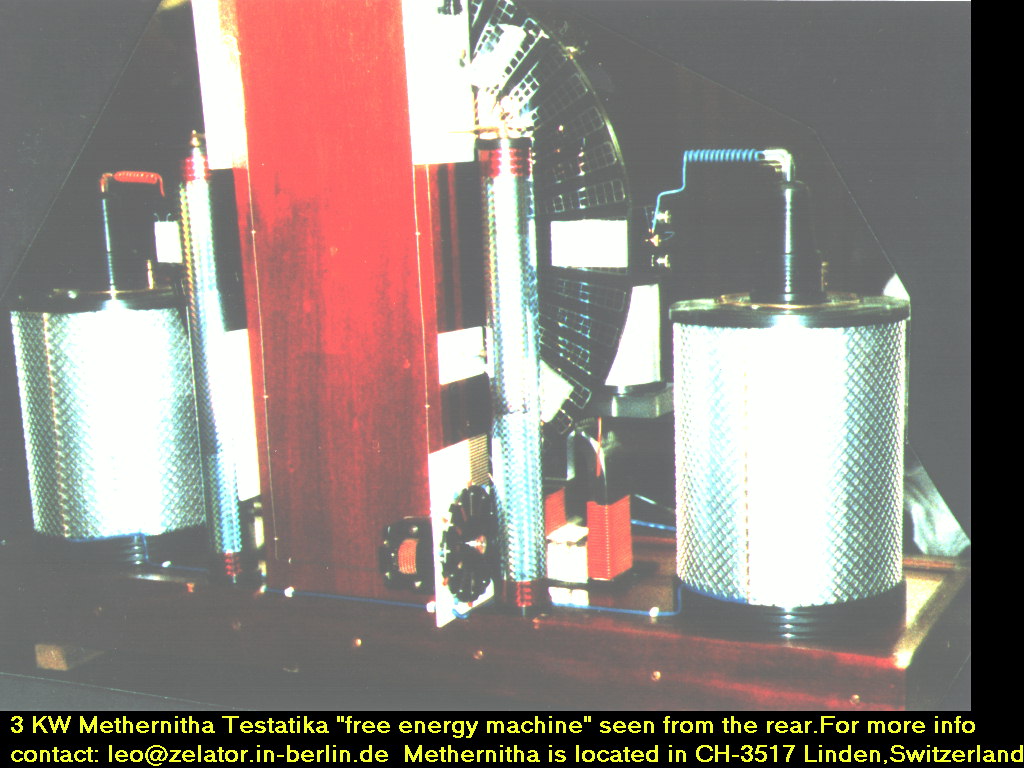 3 KW Methernitha Testatika "free energy machine" seen from the rear.For more info
contact: leo@zelator.in-berlin.de  Methernitha is located in CH-3517 Linden,Switzerland